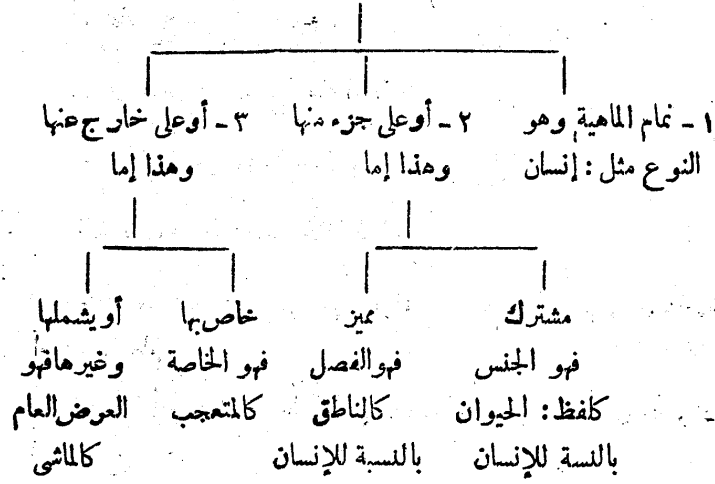 ١ - تمام الماهية وهو
النوع مثل : إنسان
٢ - أو على جزء منها
وهذا إما
٣ - أو على خارج عنها
وهذا إما
مشترك
فهو الجنس
كلفظ : الحيوان
بالنسة للإنسان
مميز
فهو الفصل
كالناطق
بالنسبة للإنسان
خاص بها
فهو الخاصة
كالمتعجب
أو يشملها
وغيرها فهو
العرض العام
كالماشى